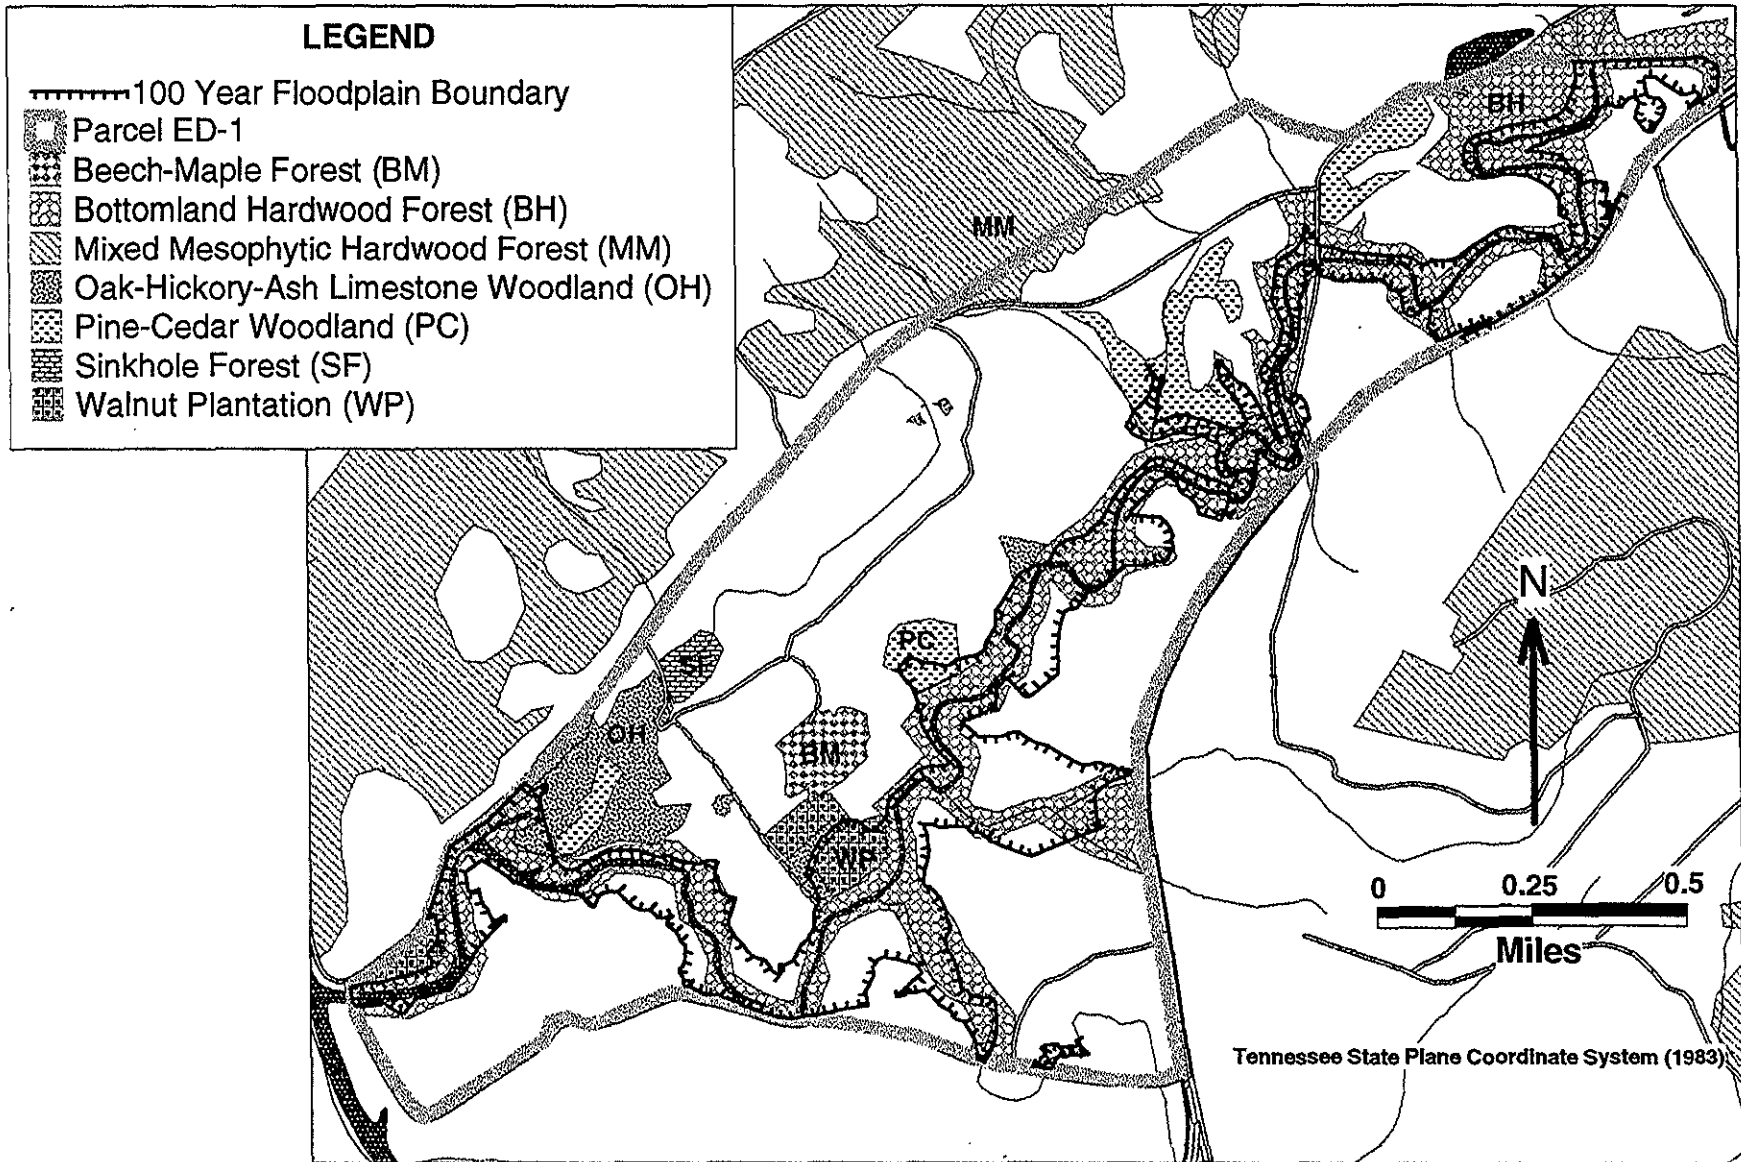 LEGEND
100 Year Floodplain Boundary
Parcel ED-1
Beech-Maple Forest (BM)
Bottomland Hardwood Forest (BH)
Mixed Mesophytic Hardwood Forest (MM)
Oak-Hickory-Ash Limestone Woodland (OH)
Pine-Cedar Woodland (PC)
Sinkhole Forest (SF)
Walnut Plantation (WP)
BH
MM
N
PC
SF
OH
BM
WP
0 0.25 0.5
Miles
Tennessee State Plane Coordinate System (1983)